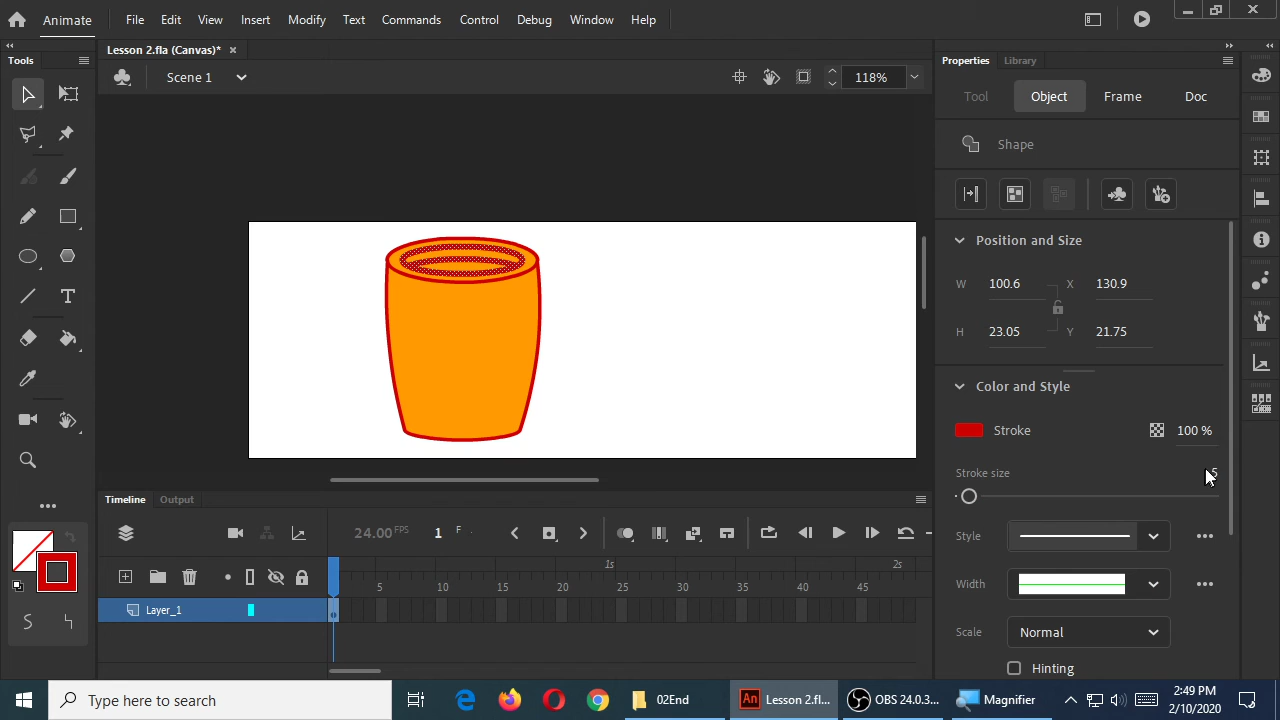 Animate File Edit View Insert Modify Text Commands Control Debug Window Help
Lesson 2.fla (Canvas)* ×
Tools
Scene 1 118%
Properties Library
Tool Object Frame Doc
Shape
Position and Size
W 100.6 X 130.9
H 23.05 Y 21.75
Color and Style
Stroke 100 %
Stroke size 5
Style
Width
Scale Normal
Hinting
Timeline Output
24.00 FPS 1 F
1s 2s
5 10 15 20 25 30 35 40 45
Layer_1
Type here to search
02End
An Lesson 2.fl...
OBS 24.0.3...
Magnifier
2:49 PM
2/10/2020